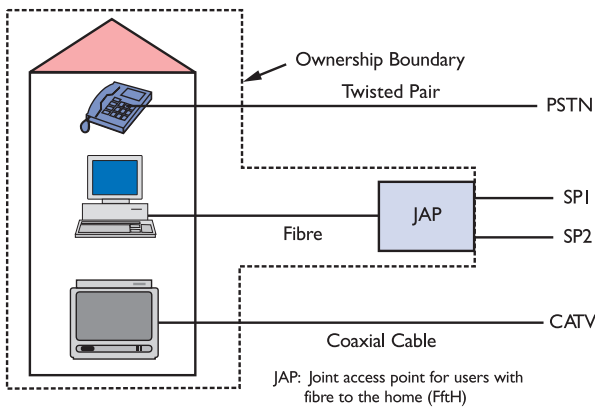 Ownership Boundary
Twisted Pair
PSTN
JAP
SP1
SP2
Fibre
CATV
Coaxial Cable
JAP: Joint access point for users with
fibre to the home (FftH)